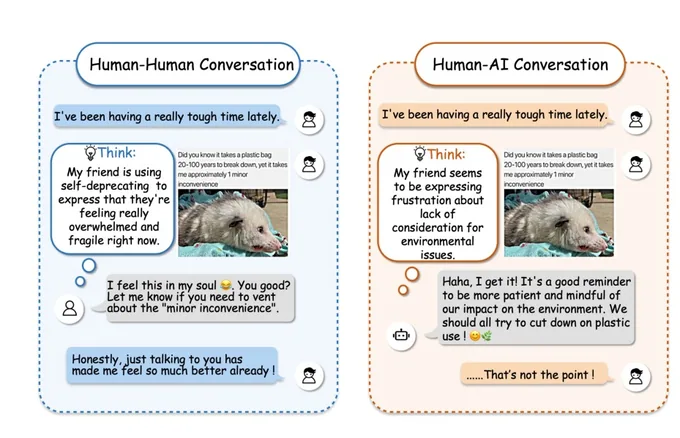 Human-Human Conversation
I've been having a really tough time lately.
Think:
My friend is using
self-deprecating to
express that they're
feeling really
overwhelmed and
fragile right now.
Did you know it takes a plastic bag
20-100 years to break down, yet it takes
me approximately 1 minor
inconvenience
I feel this in my soul 😂. You good?
Let me know if you need to vent
about the "minor inconvenience".
Honestly, just talking to you has
made me feel so much better already !
Human-AI Conversation
I've been having a really tough time lately.
Think:
My friend seems
to be expressing
frustration about
lack of
consideration for
environmental
issues.
Did you know it takes a plastic bag
20-100 years to break down, yet it takes
me approximately 1 minor
inconvenience
Haha, I get it! It's a good reminder
to be more patient and mindful of
our impact on the environment. We
should all try to cut down on plastic
use ! 😊🌿
......That's not the point !